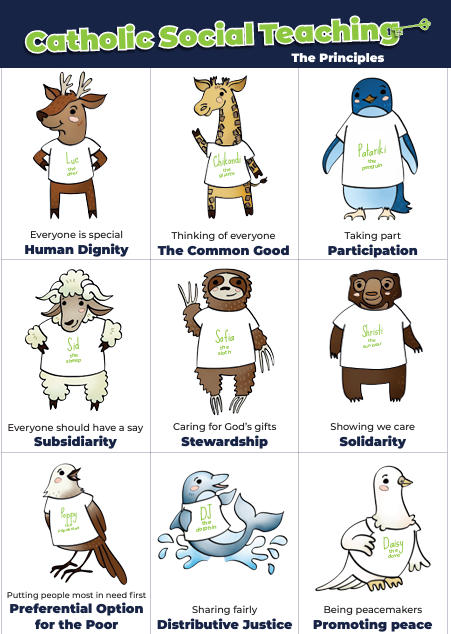 Catholic Social Teaching
The Principles
Luc
the
deer
Everyone is special
Human Dignity
Chikondi
the
giraffe
Thinking of everyone
The Common Good
Patariki
the
penguin
Taking part
Participation
Sid
the
sheep
Everyone should have a say
Subsidiarity
Safia
the
sloth
Caring for God's gifts
Stewardship
Shristi
the
sun bear
Showing we care
Solidarity
Poppy
the
Putting people most in need first
Preferential Option
for the Poor
DJ
the
dolphin
Sharing fairly
Distributive Justice
Daisy
the
dove
Being peacemakers
Promoting peace